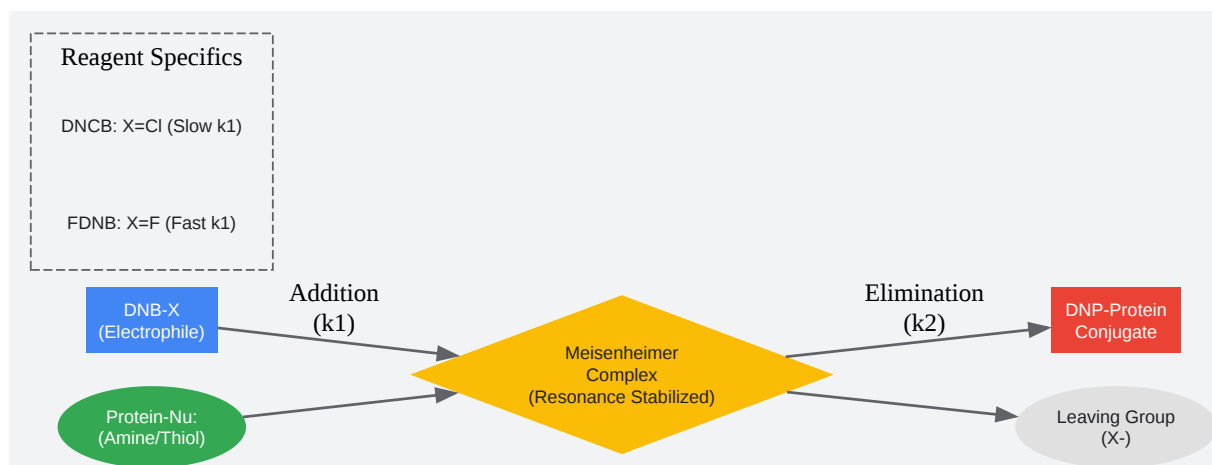 Reagent Specifics
DNCB: X=Cl (Slow k1)
FDNB: X=F (Fast k1)
DNB-X
(Electrophile)
Addition
(k1)
Protein-Nu:
(Amine/Thiol)
Meisenheimer
Complex
(Resonance Stabilized)
Elimination
(k2)
DNP-Protein
Conjugate
Leaving Group
(X-)